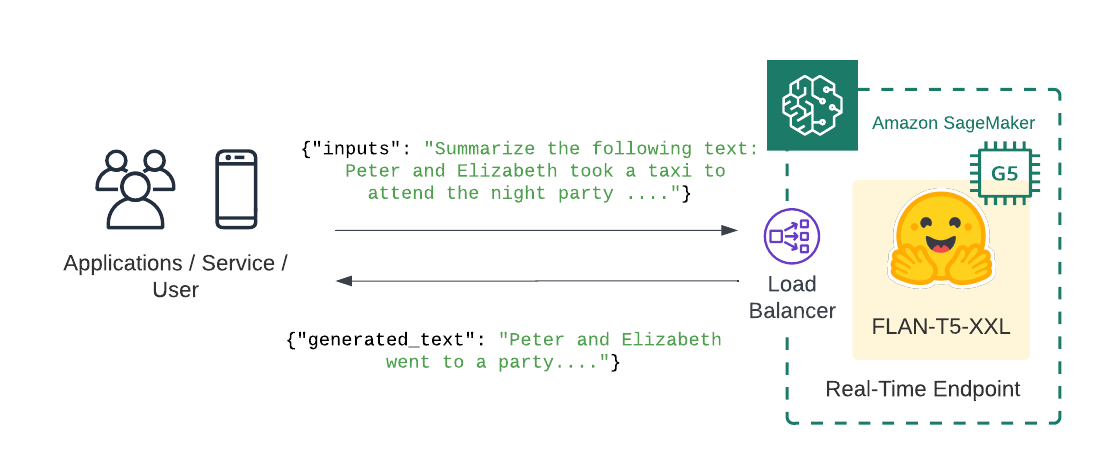 Amazon SageMaker
{"inputs": "Summarize the following text:
Peter and Elizabeth took a taxi to
attend the night party ...."}
G5
Applications / Service /
User
Load
Balancer
FLAN-T5-XXL
{"generated_text": "Peter and Elizabeth
went to a party...."}
Real-Time Endpoint